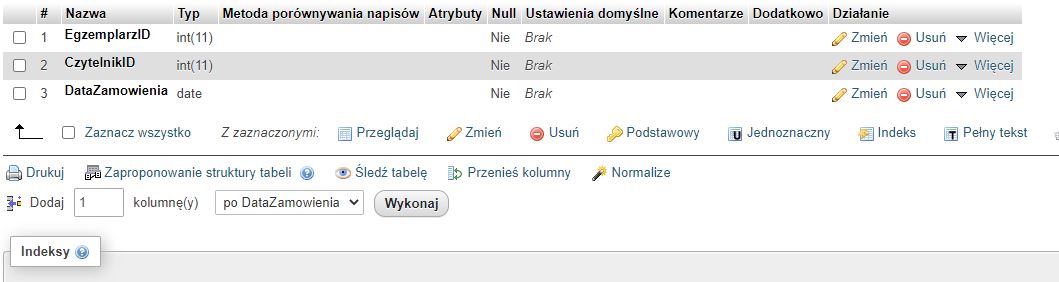 # Nazwa Typ Metoda porównywania napisów Atrybuty Null Ustawienia domyślne Komentarze Dodatkowo Działanie
1 EgzemplarzID int(11) Nie Brak Zmień Usuń Więcej
2 CzytelnikID int(11) Nie Brak Zmień Usuń Więcej
3 DataZamowienia date Nie Brak Zmień Usuń Więcej
Zaznacz wszystko Z zaznaczonymi: Przeglądaj Zmień Usuń Podstawowy U Jednoznaczny Indeks T Pełny tekst
Drukuj Zaproponowanie struktury tabeli Śledź tabelę Przenieś kolumny Normalize
Dodaj 1 kolumnę(y) po DataZamowienia Wykonaj
Indeksy